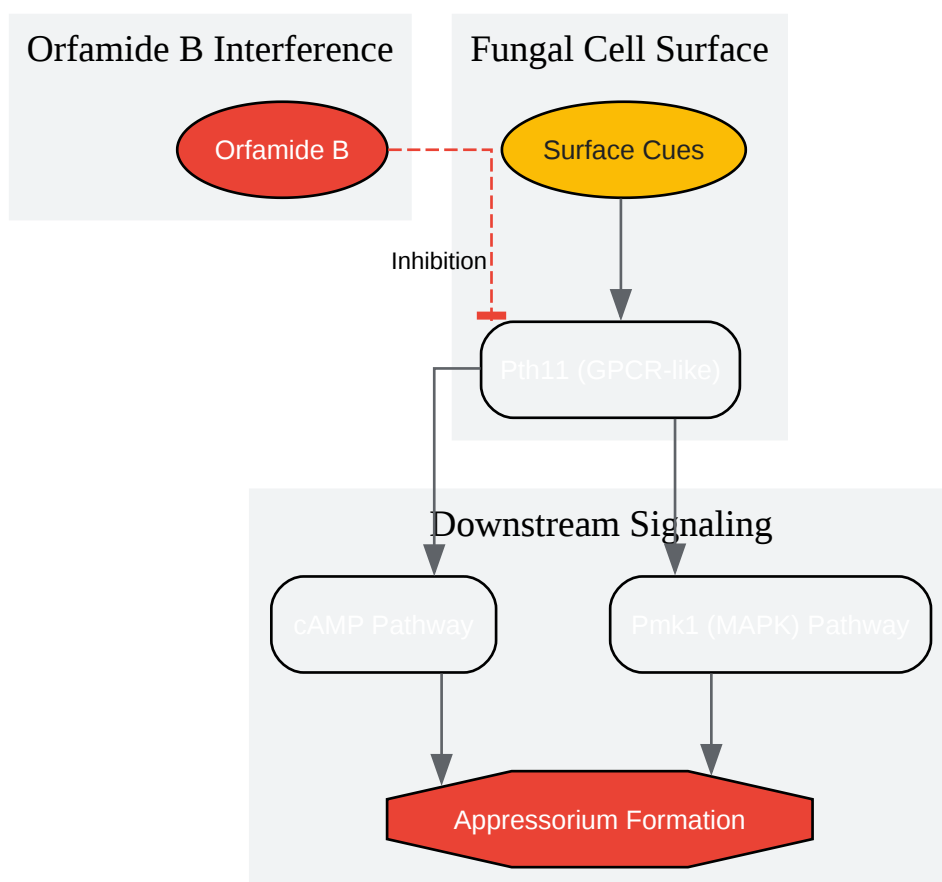 Orfamide B Interference
Fungal Cell Surface
Orfamide B
Surface Cues
Inhibition
Pth11 (GPCR-like)
Downstream Signaling
cAMP Pathway
Pmk1 (MAPK) Pathway
Appressorium Formation